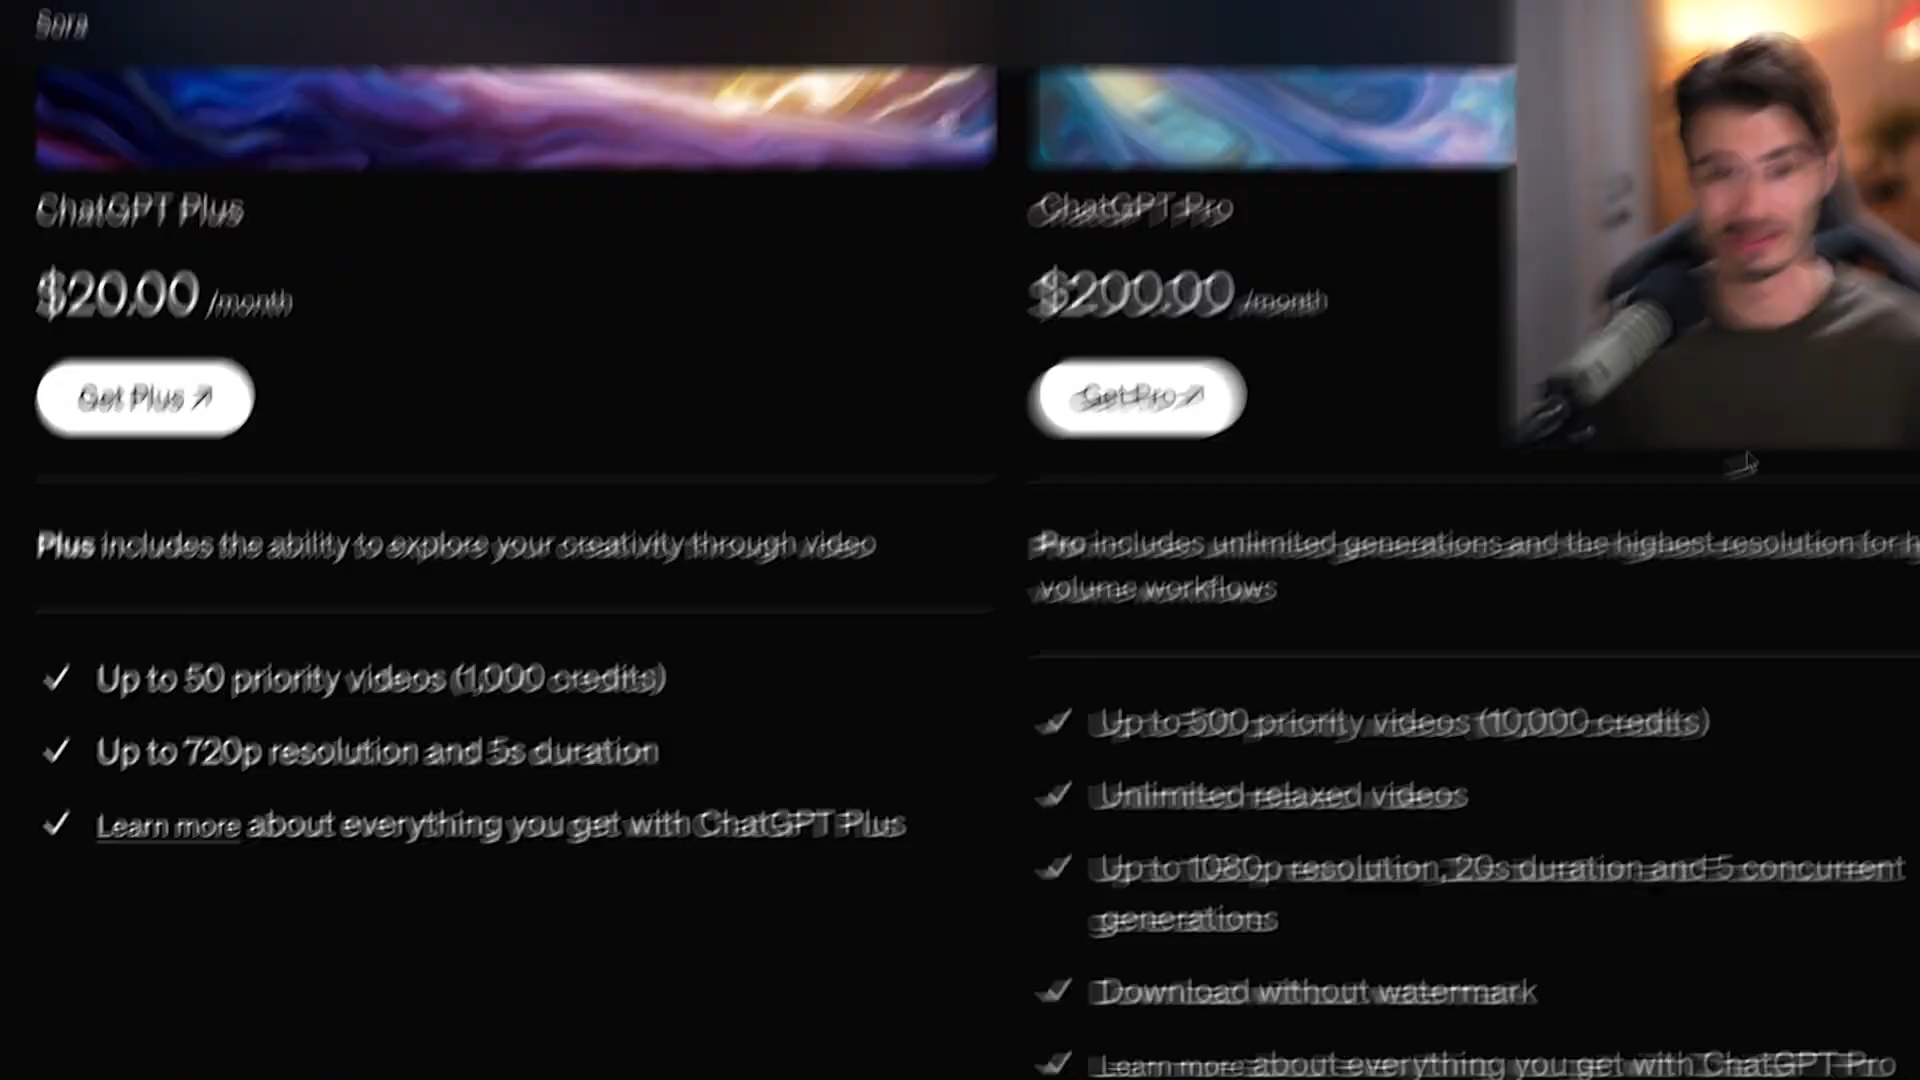 Sora
ChatGPT Plus
$20.00 /month
Get Plus ↗
Plus includes the ability to explore your creativity through video
✓ Up to 50 priority videos (1,000 credits)
✓ Up to 720p resolution and 5s duration
✓ Learn more about everything you get with ChatGPT Plus
ChatGPT Pro
$200.00 /month
Get Pro ↗
Pro includes unlimited generations and the highest resolution for
volume workflows
✓ Up to 500 priority videos (10,000 credits)
✓ Unlimited relaxed videos
✓ Up to 1080p resolution, 20s duration and 5 concurrent
generations
✓ Download without watermark
✓ Learn more about everything you get with ChatGPT Pro